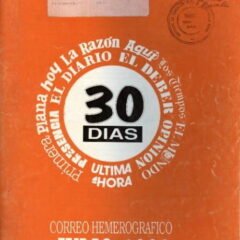 Primera Plana hoy La Razón Aquí Los Tiempos EL MUNDO
PRESENCIA EL DIARIO EL DEBER OPINION
30
DIAS
ULTIMA
HORA
CORREO HEMEROGRAFICO